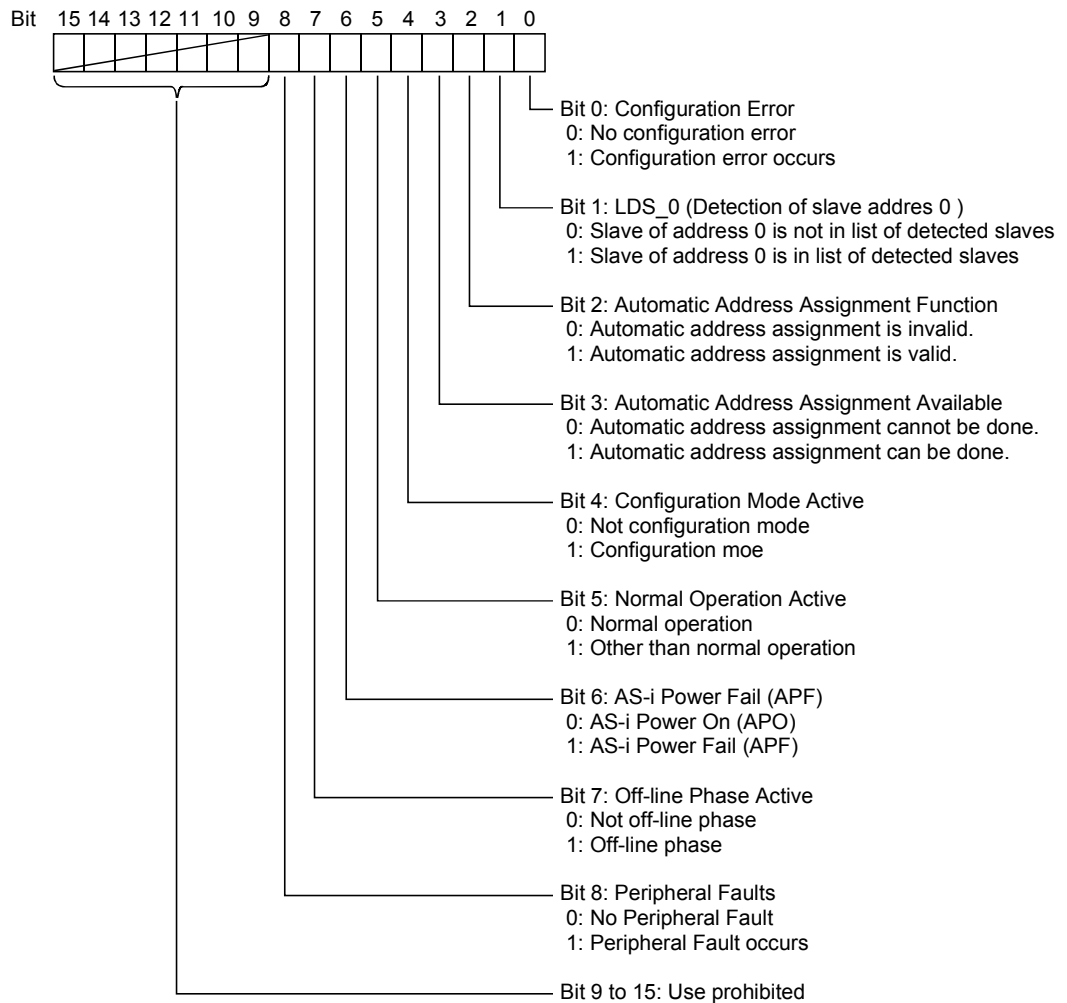 Bit 15 14 13 12 11 10 9 8 7 6 5 4 3 2 1 0
Bit 0: Configuration Error
0: No configuration error
1: Configuration error occurs
Bit 1: LDS_0 (Detection of slave addres 0 )
0: Slave of address 0 is not in list of detected slaves
1: Slave of address 0 is in list of detected slaves
Bit 2: Automatic Address Assignment Function
0: Automatic address assignment is invalid.
1: Automatic address assignment is valid.
Bit 3: Automatic Address Assignment Available
0: Automatic address assignment cannot be done.
1: Automatic address assignment can be done.
Bit 4: Configuration Mode Active
0: Not configuration mode
1: Configuration moe
Bit 5: Normal Operation Active
0: Normal operation
1: Other than normal operation
Bit 6: AS-i Power Fail (APF)
0: AS-i Power On (APO)
1: AS-i Power Fail (APF)
Bit 7: Off-line Phase Active
0: Not off-line phase
1: Off-line phase
Bit 8: Peripheral Faults
0: No Peripheral Fault
1: Peripheral Fault occurs
Bit 9 to 15: Use prohibited